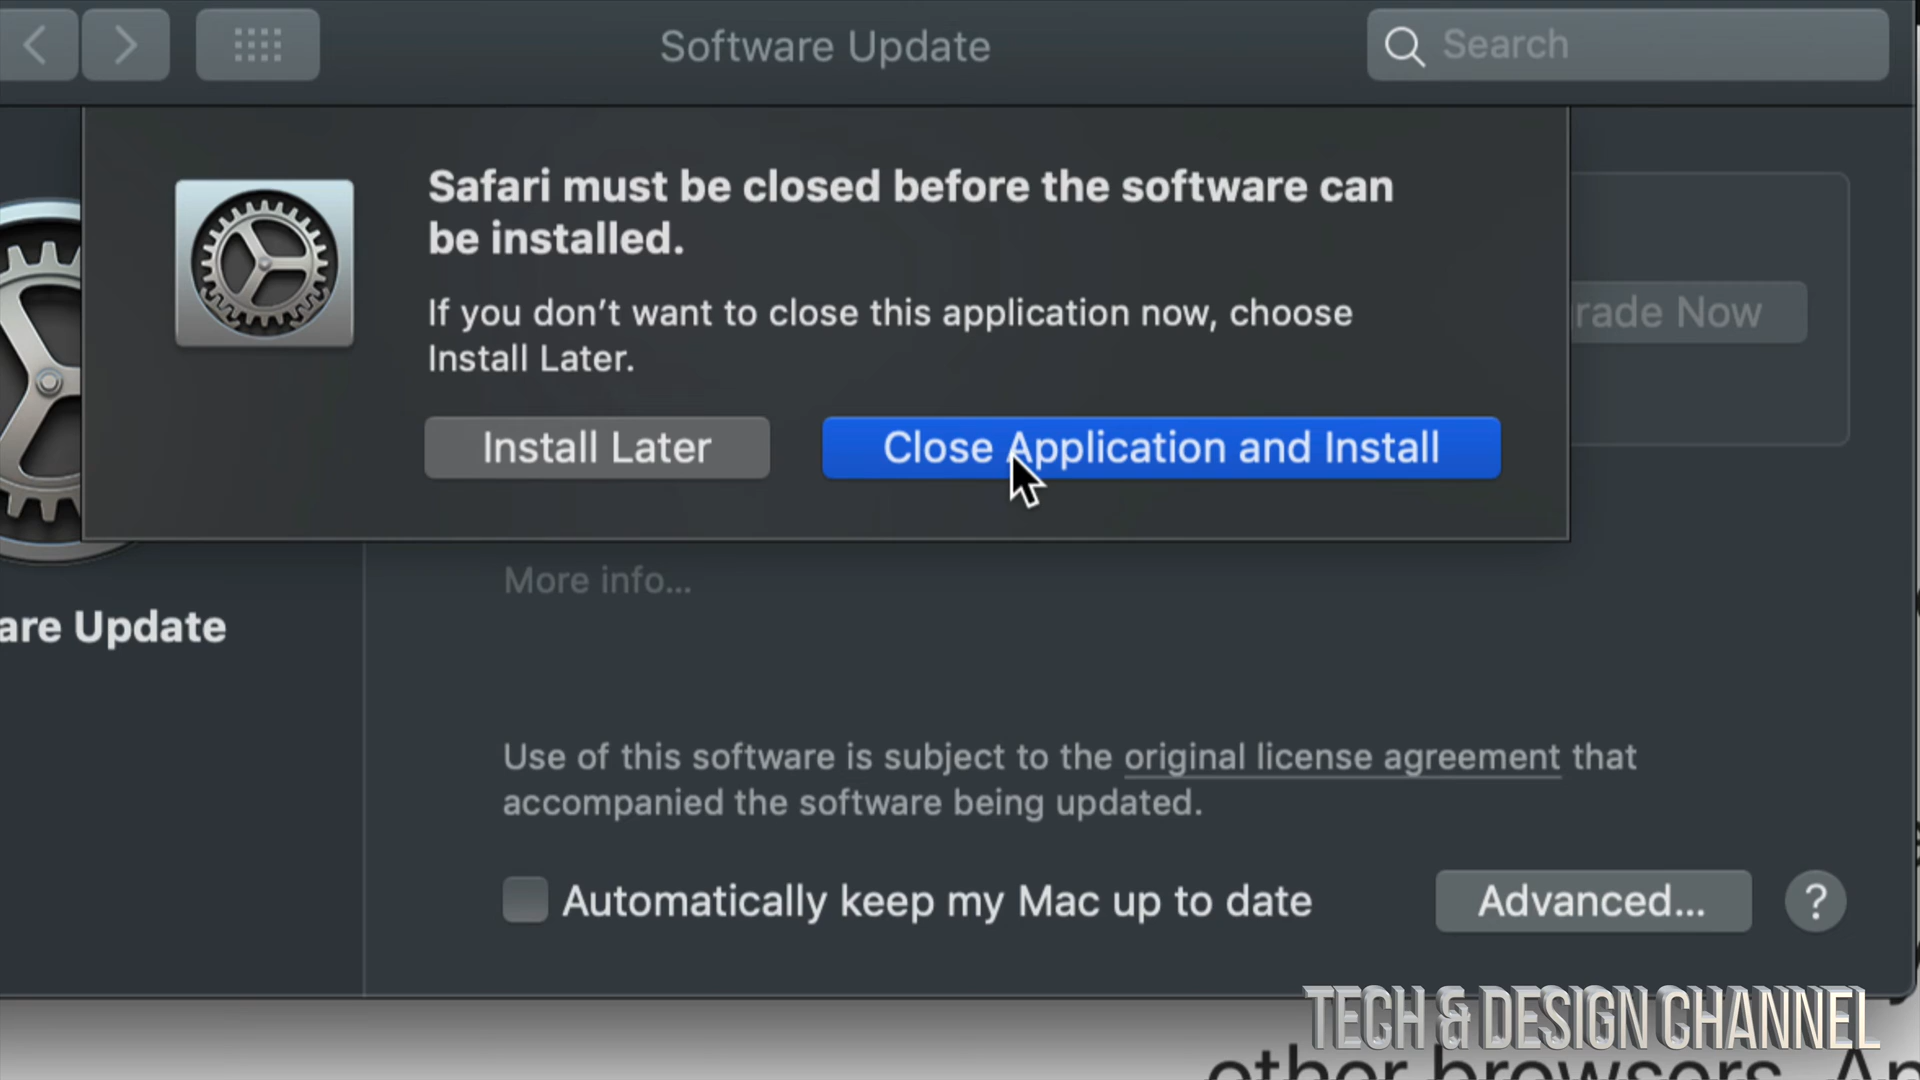 Software Update
Search
Safari must be closed before the software can
be installed.
If you don’t want to close this application now, choose
Install Later.
rade Now
Install Later
Close Application and Install
More info...
are Update
Use of this software is subject to the original license agreement that
accompanied the software being updated.
Automatically keep my Mac up to date
Advanced...
?
TECH & DESIGN CHANNEL
other browsers. An